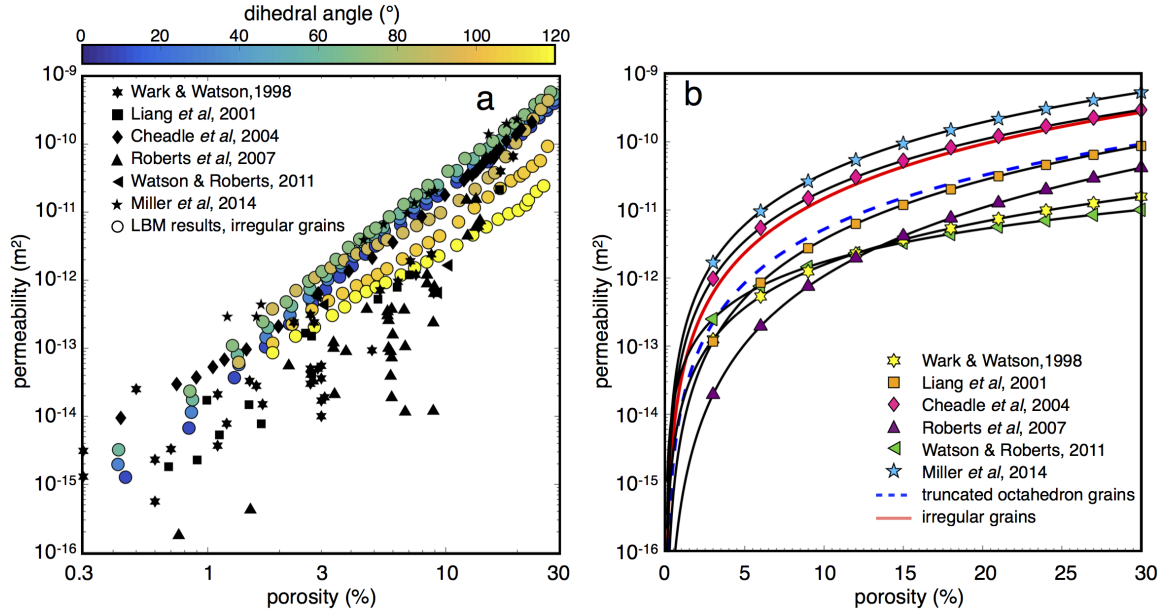 dihedral angle (°)
0 20 40 60 80 100 120
a
permeability (m²)
10⁻⁹
10⁻¹⁰
10⁻¹¹
10⁻¹²
10⁻¹³
10⁻¹⁴
10⁻¹⁵
10⁻¹⁶
Wark & Watson,1998
Liang et al, 2001
Cheadle et al, 2004
Roberts et al, 2007
Watson & Roberts, 2011
Miller et al, 2014
LBM results, irregular grains
0.3 1 3 10 30
porosity (%)
b
permeability (m²)
10⁻⁹
10⁻¹⁰
10⁻¹¹
10⁻¹²
10⁻¹³
10⁻¹⁴
10⁻¹⁵
10⁻¹⁶
Wark & Watson,1998
Liang et al, 2001
Cheadle et al, 2004
Roberts et al, 2007
Watson & Roberts, 2011
Miller et al, 2014
truncated octahedron grains
irregular grains
0 5 10 15 20 25 30
porosity (%)